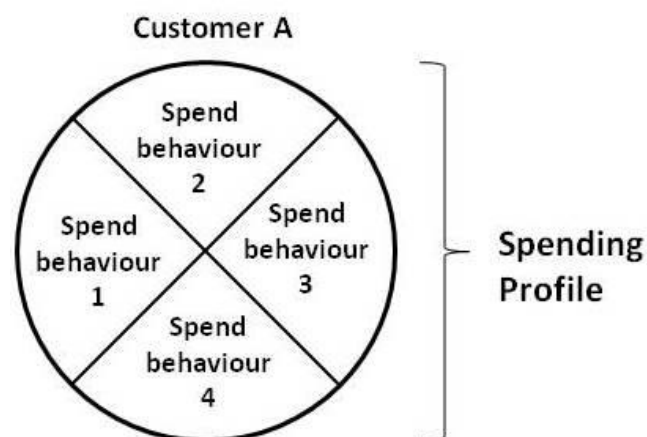 Customer A
Spend
behaviour
2
Spend
behaviour
1
Spend
behaviour
3
Spend
behaviour
4
Spending
Profile